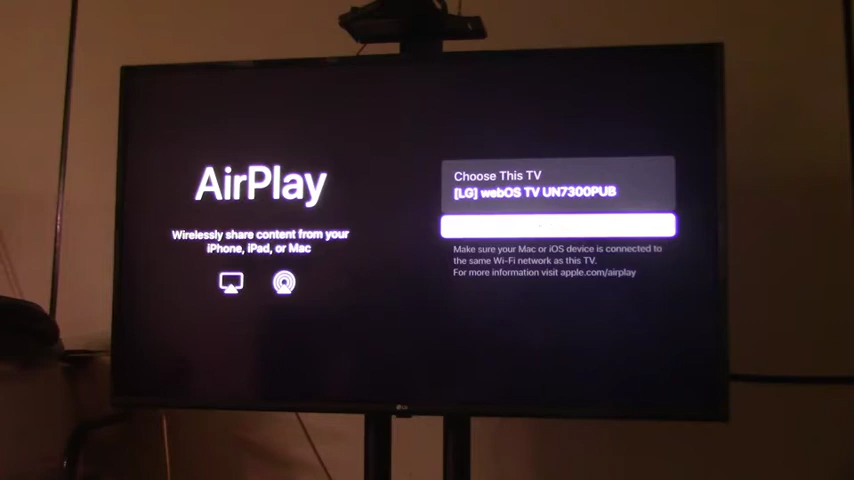 AirPlay
Wirelessly share content from your
iPhone, iPad, or Mac
Choose This TV
[LG] webOS TV UN7300PUB
Make sure your Mac or iOS device is connected to
the same Wi-Fi network as this TV.
For more information visit apple.com/airplay
LG